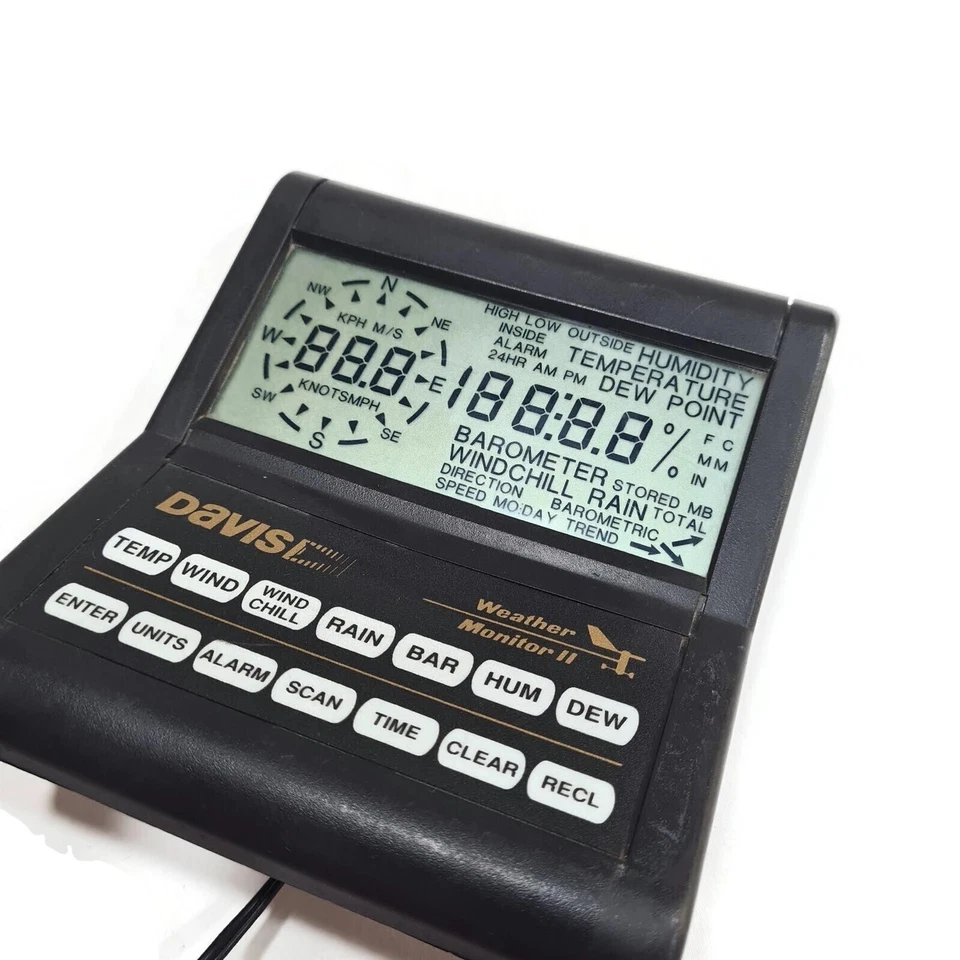 N
NW NE
KPH M/S
W 88.8 E
KNOTSMPH
SW SE
S
HIGH LOW OUTSIDE HUMIDITY
INSIDE TEMPERATURE
ALARM DEW POINT
24HR AM PM
188:8.8 % F C
MM
IN
BAROMETER STORED MB
WINDCHILL RAIN TOTAL
DIRECTION BAROMETRIC
SPEED MO:DAY TREND
DAVIS
Weather
Monitor II
TEMP WIND WIND CHILL RAIN BAR HUM DEW
ENTER UNITS ALARM SCAN TIME CLEAR RECL